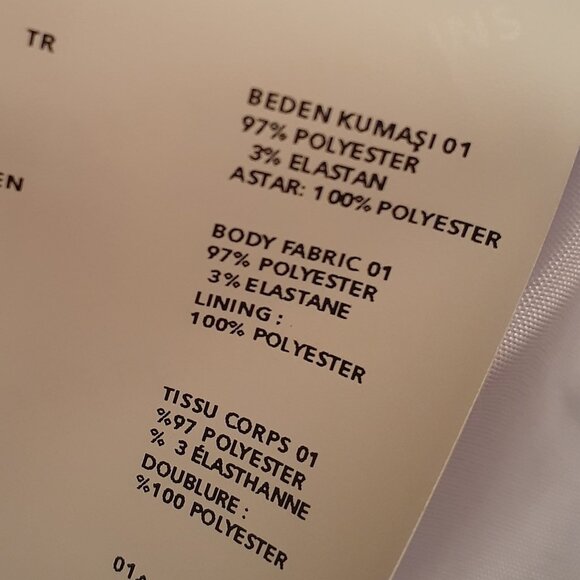 TR
BEDEN KUMAŞI 01
97% POLYESTER
3% ELASTAN
ASTAR: 100% POLYESTER
EN
BODY FABRIC 01
97% POLYESTER
3% ELASTANE
LINING :
100% POLYESTER
TISSU CORPS 01
%97 POLYESTER
% 3 ÉLASTHANNE
DOUBLURE :
%100 POLYESTER
01